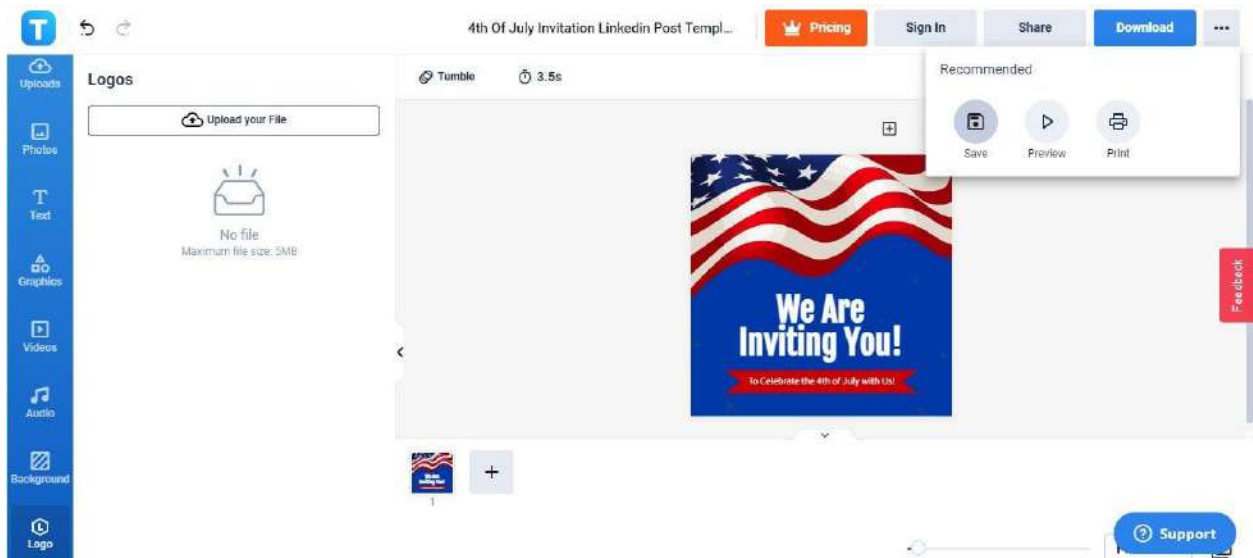 T
4th Of July Invitation Linkedin Post Templ...
Pricing
Sign In
Share
Download
Uploads
Photos
Text
Graphics
Videos
Audio
Background
Logo
Logos
Upload your File
No file
Maximum file size: 5MB
Tumble
3.5s
Recommended
Save
Preview
Print
We Are
Inviting You!
To Celebrate the 4th of July with Us!
Feedback
1
Support